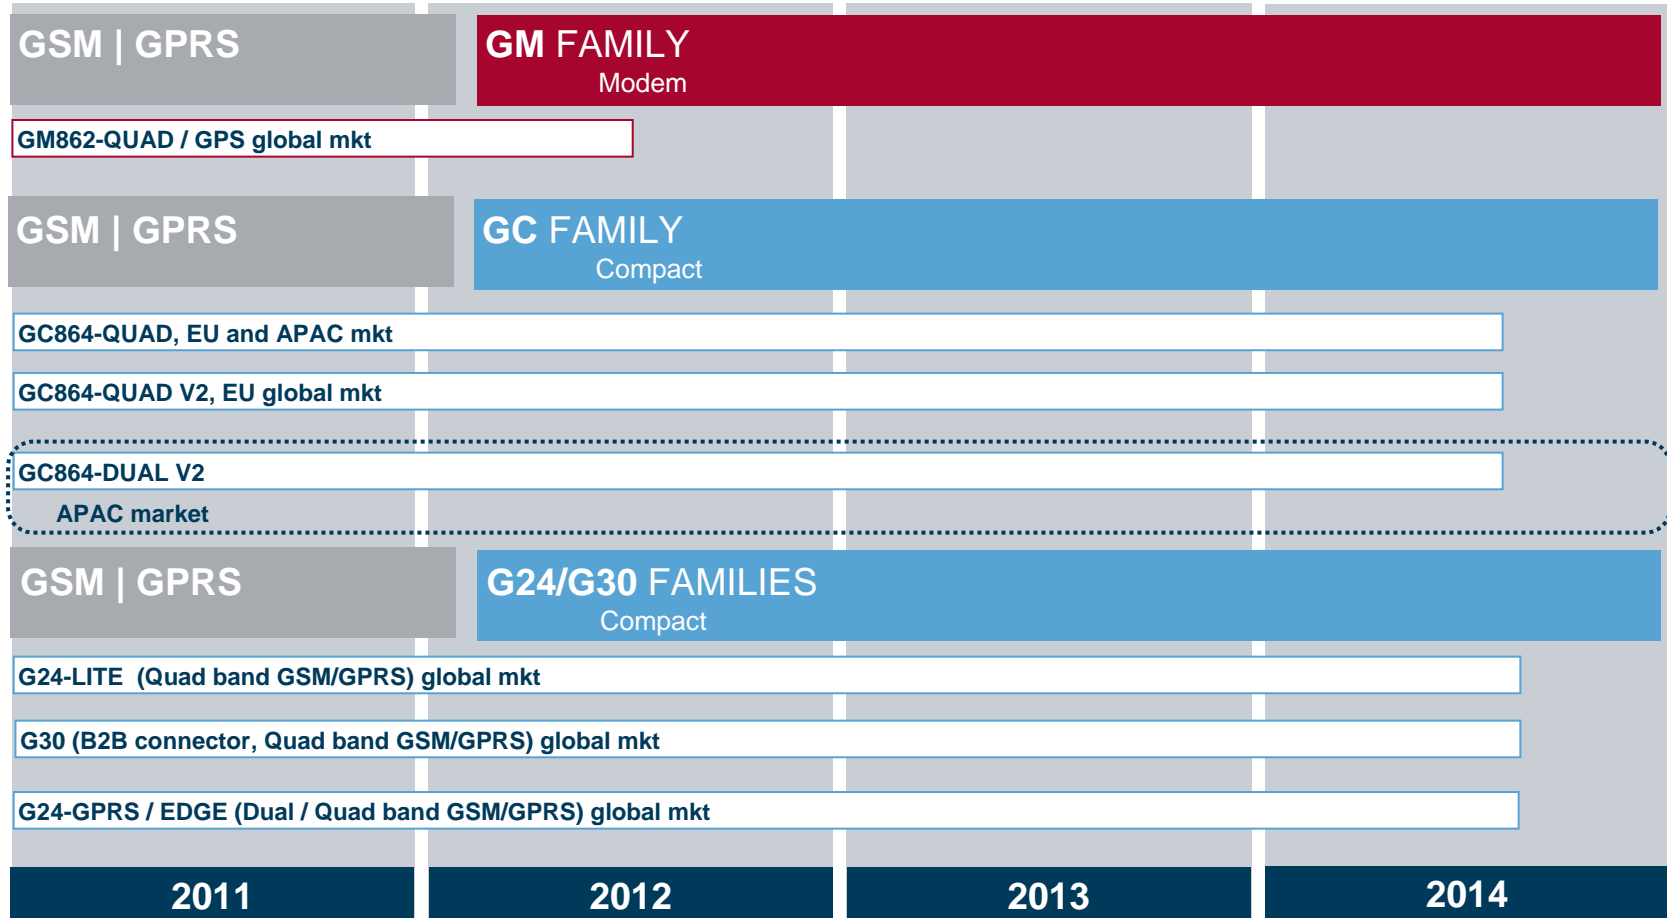 GSM | GPRS
GM FAMILY
Modem
GM862-QUAD / GPS global mkt
GSM | GPRS
GC FAMILY
Compact
GC864-QUAD, EU and APAC mkt
GC864-QUAD V2, EU global mkt
GC864-DUAL V2
APAC market
GSM | GPRS
G24/G30 FAMILIES
Compact
G24-LITE (Quad band GSM/GPRS) global mkt
G30 (B2B connector, Quad band GSM/GPRS) global mkt
G24-GPRS / EDGE (Dual / Quad band GSM/GPRS) global mkt
2011 2012 2013 2014